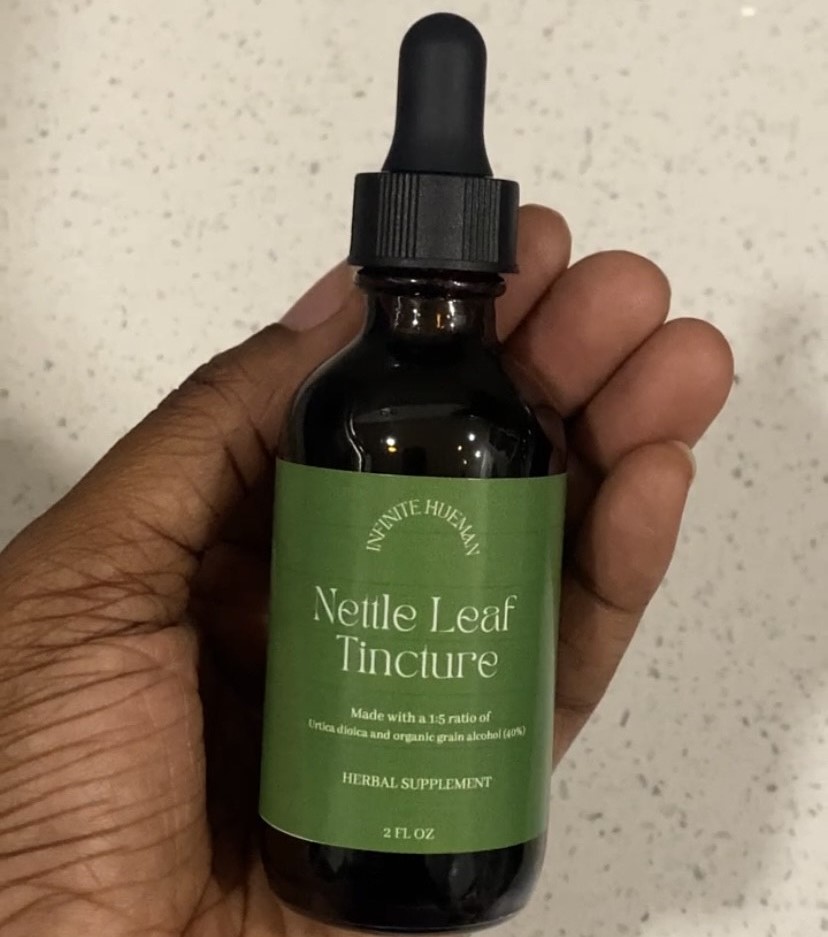 INFINITE HUEMAN
Nettle Leaf
Tincture
Made with a 1:5 ratio of
Urtica dioica and organic grain alcohol (40%)
HERBAL SUPPLEMENT
2 FL OZ